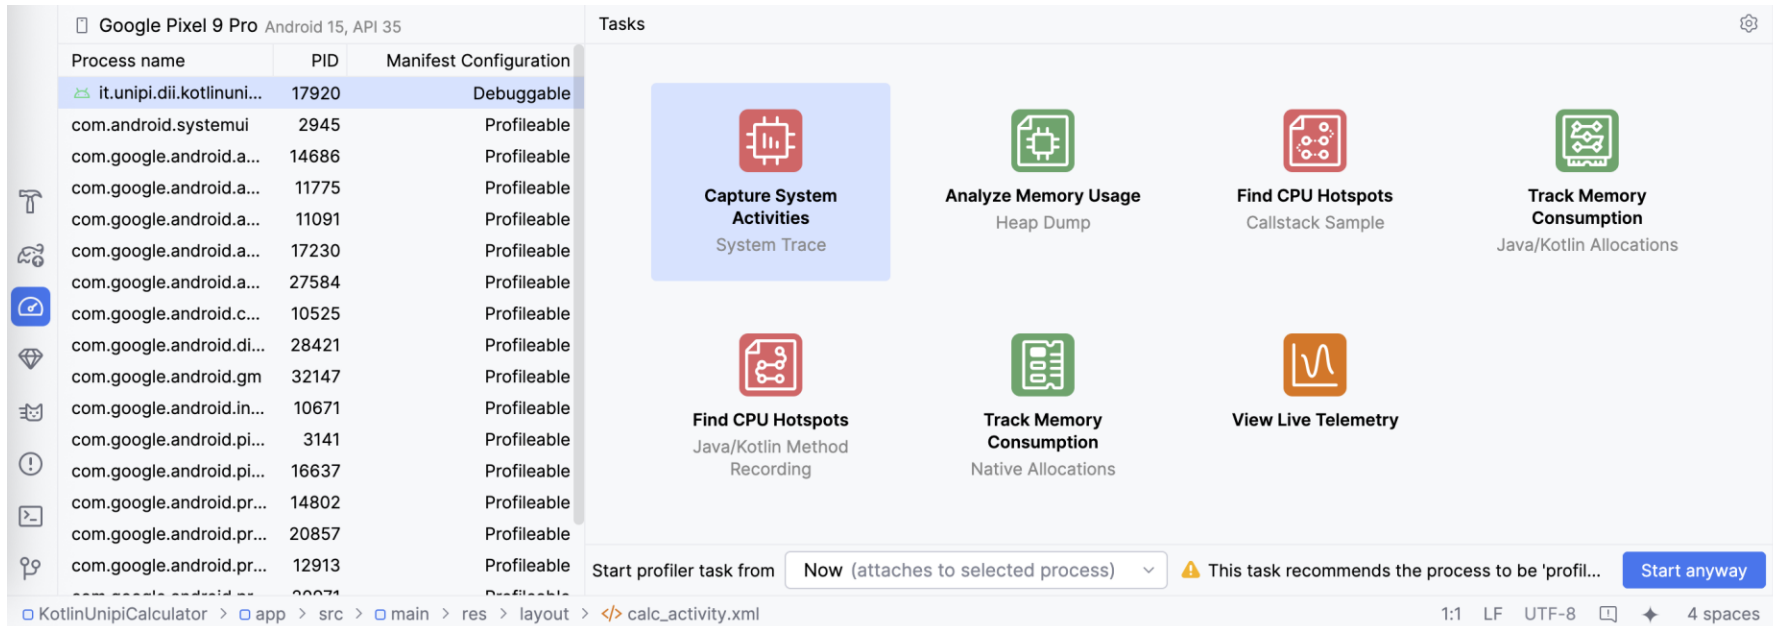 Google Pixel 9 Pro Android 15, API 35
Process name PID Manifest Configuration
it.unipi.dii.kotlinuni... 17920 Debuggable
com.android.systemui 2945 Profileable
com.google.android.a... 14686 Profileable
com.google.android.a... 11775 Profileable
com.google.android.a... 11091 Profileable
com.google.android.a... 17230 Profileable
com.google.android.a... 27584 Profileable
com.google.android.c... 10525 Profileable
com.google.android.di... 28421 Profileable
com.google.android.gm 32147 Profileable
com.google.android.in... 10671 Profileable
com.google.android.pi... 3141 Profileable
com.google.android.pi... 16637 Profileable
com.google.android.pr... 14802 Profileable
com.google.android.pr... 20857 Profileable
com.google.android.pr... 12913 Profileable
Tasks
Capture System
Activities
System Trace
Analyze Memory Usage
Heap Dump
Find CPU Hotspots
Callstack Sample
Track Memory
Consumption
Java/Kotlin Allocations
Find CPU Hotspots
Java/Kotlin Method
Recording
Track Memory
Consumption
Native Allocations
View Live Telemetry
Start profiler task from Now (attaches to selected process) This task recommends the process to be 'profil... Start anyway
KotlinUnipiCalculator > app > src > main > res > layout > </> calc_activity.xml 1:1 LF UTF-8 4 spaces